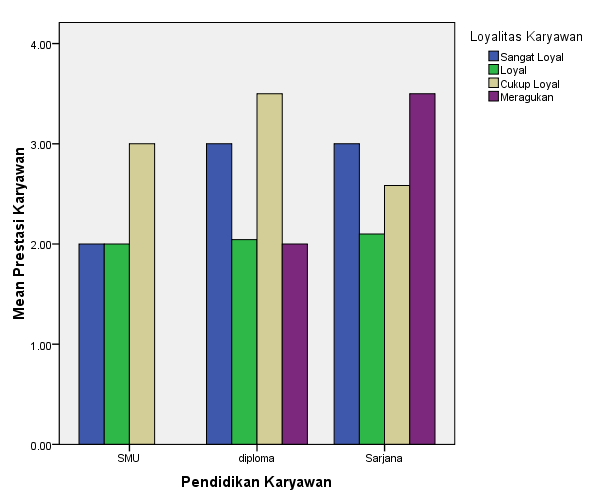 Loyalitas Karyawan
Sangat Loyal
Loyal
Cukup Loyal
Meragukan
4.00
3.00
2.00
1.00
0.00
Mean Prestasi Karyawan
SMU
diploma
Sarjana
Pendidikan Karyawan